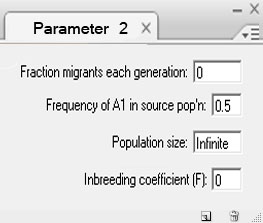 Parameter 2
Fraction migrants each generation: 0
Frequency of A1 in source pop'n: 0.5
Population size: Infinite
Inbreeding coefficient (F): 0